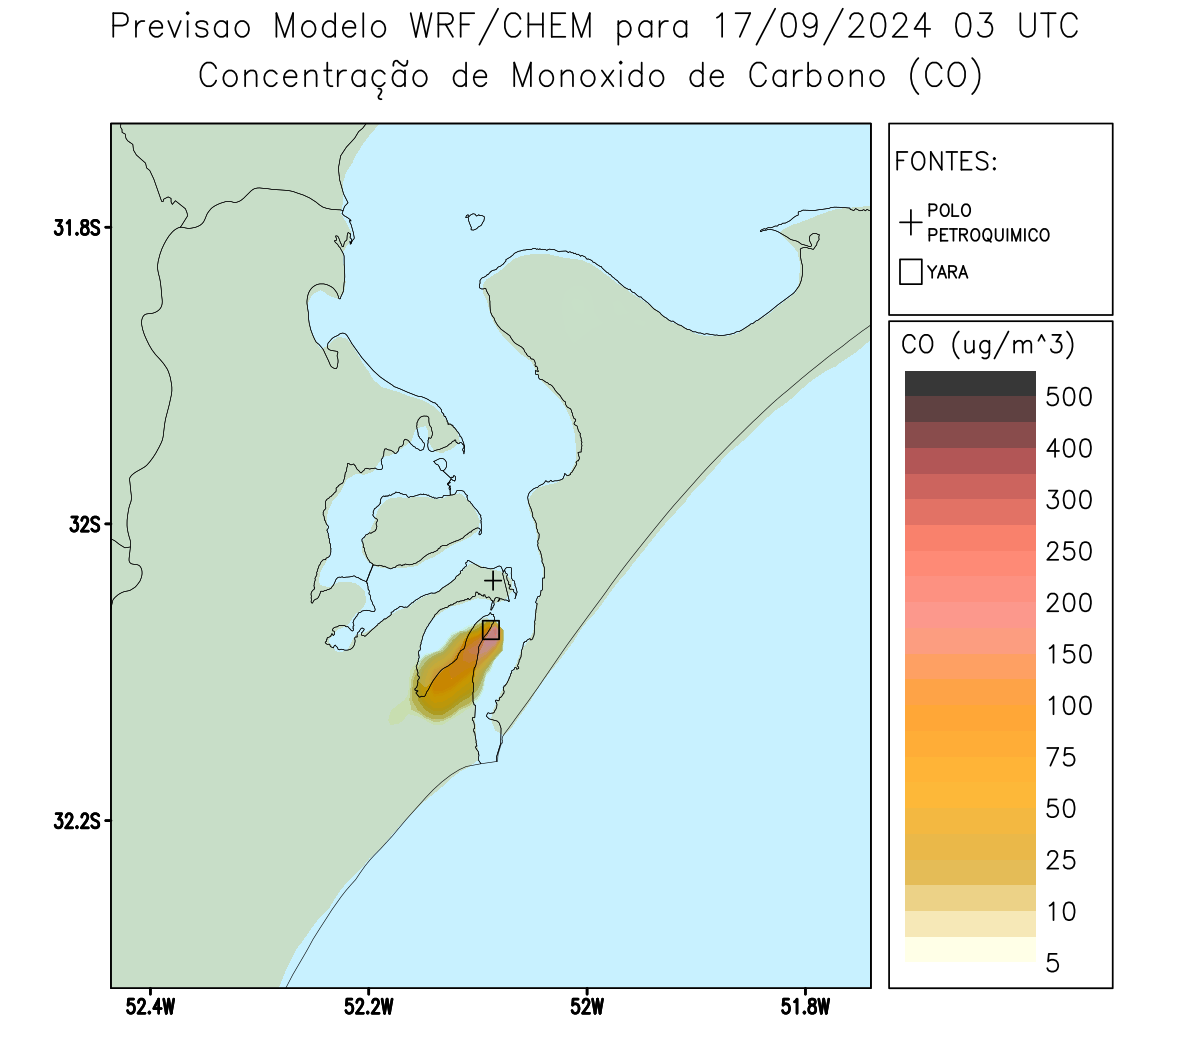 Previsao Modelo WRF/CHEM para 17/09/2024 03 UTC
Concentração de Monoxido de Carbono (CO)
FONTES:
POLO
PETROQUIMICO
YARA
CO (ug/m^3)
500
400
300
250
200
150
100
75
50
25
10
5
31.8S
32S
32.2S
52.4W
52.2W
52W
51.8W